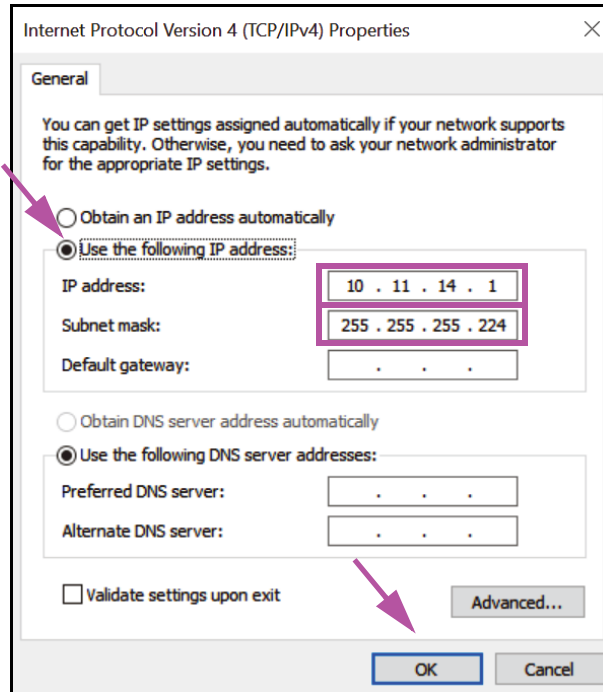 Internet Protocol Version 4 (TCP/IPv4) Properties
General
You can get IP settings assigned automatically if your network supports
this capability. Otherwise, you need to ask your network administrator
for the appropriate IP settings.
Obtain an IP address automatically
Use the following IP address:
IP address: 10 . 11 . 14 . 1
Subnet mask: 255 . 255 . 255 . 224
Default gateway: . . .
Obtain DNS server address automatically
Use the following DNS server addresses:
Preferred DNS server: . . .
Alternate DNS server: . . .
Validate settings upon exit
Advanced...
OK Cancel